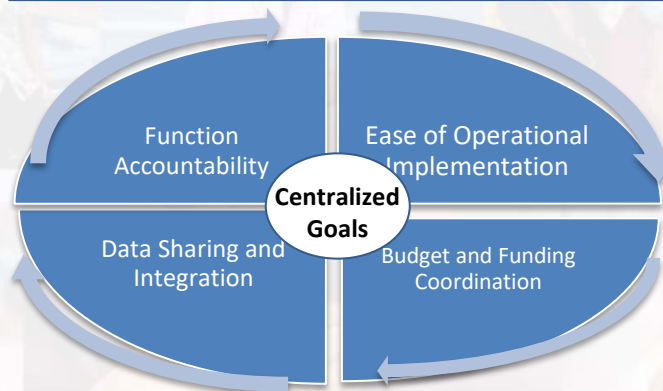 Function
Accountability
Ease of Operational
Implementation
Centralized
Goals
Data Sharing and
Integration
Budget and Funding
Coordination